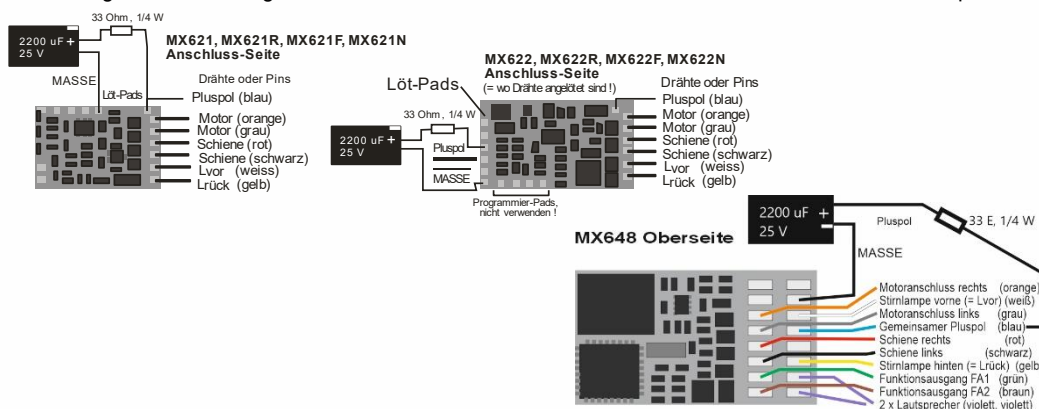 33 Ohm , 1/4 W
2200 uF +
25 V
MASSE
Löt-Pads
MX621, MX621R, MX621F, MX621N
Anschluss-Seite
Drähte oder Pins
Pluspol (blau)
Motor (orange)
Motor (grau)
Schiene (rot)
Schiene (schwarz)
Lvor (weiss)
Lrück (gelb)
MX622, MX622R, MX622F, MX622N
Anschluss-Seite
(= wo Drähte angelötet sind !)
Löt-Pads
33 Ohm , 1/4 W
2200 uF +
25 V
Pluspol
MASSE
Programmier-Pads,
nicht verwenden !
Drähte oder Pins
Pluspol (blau)
Motor (orange)
Motor (grau)
Schiene (rot)
Schiene (schwarz)
Lvor (weiss)
Lrück (gelb)
MX648 Oberseite
2200 uF +
25 V
Pluspol
33 E, 1/4 W
MASSE
Motoranschluss rechts (orange)
Stirnlampe vorne (= Lvor) (weiß)
Motoranschluss links (grau)
Gemeinsamer Pluspol (blau)
Schiene rechts (rot)
Schiene links (schwarz)
Stirnlampe hinten (= Lrück) (gelb
Funktionsausgang FA1 (grün)
Funktionsausgang FA2 (braun)
2 x Lautsprecher (violett, violett)